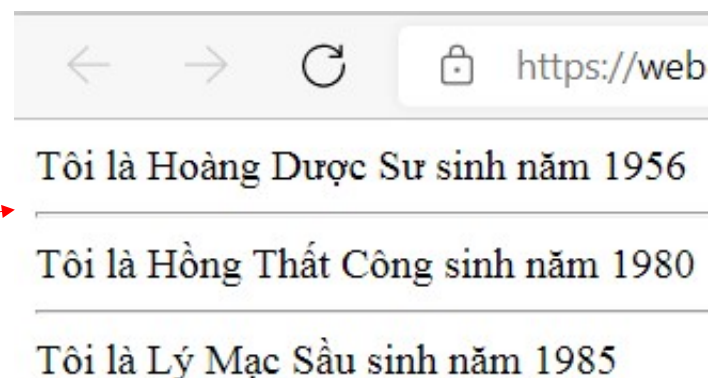 https://web
Tôi là Hoàng Dược Sư sinh năm 1956
Tôi là Hồng Thất Công sinh năm 1980
Tôi là Lý Mạc Sầu sinh năm 1985